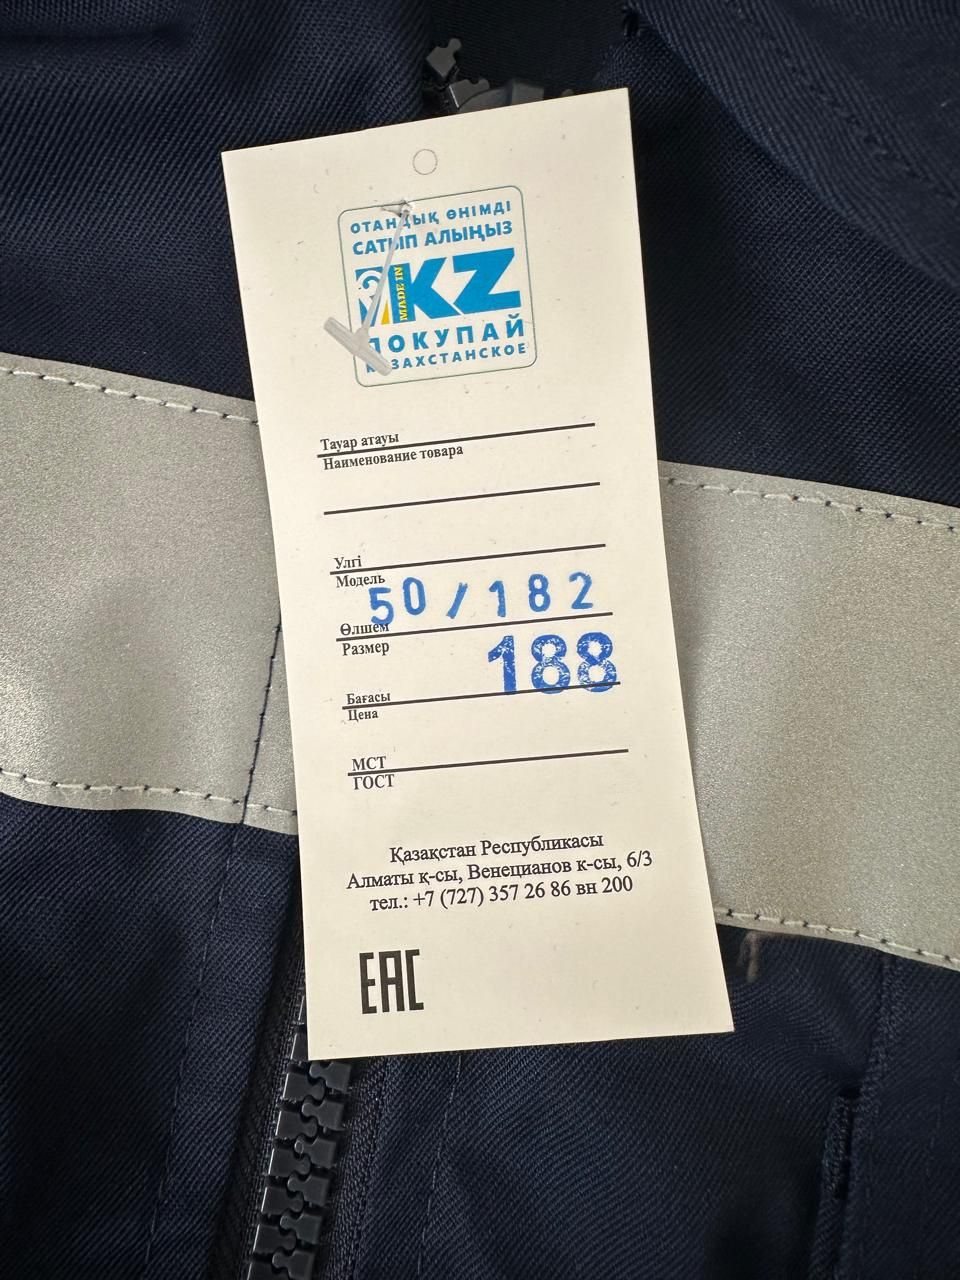 ОТАНДЫҚ ӨНІМДІ
САТЫП АЛЫҢЫЗ
MADE IN
KZ
ПОКУПАЙ
КАЗАХСТАНСКОЕ
Тауар атауы
Наименование товара
Улгі
Модель
50/182
Өлшем
Размер
188
Бағасы
Цена
МСТ
ГОСТ
Қазақстан Республикасы
Алматы қ-сы, Венецианов к-сы, 6/3
тел.: +7 (727) 357 26 86 вн 200
EAC